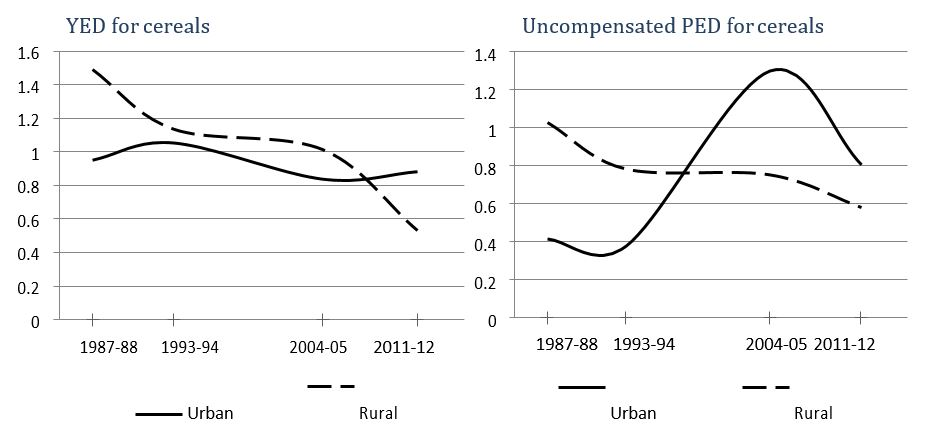 YED for cereals
1.6
1.4
1.2
1
0.8
0.6
0.4
0.2
0
1987-88 1993-94 2004-05 2011-12
Urban Rural
Uncompensated PED for cereals
1.4
1.2
1
0.8
0.6
0.4
0.2
0
1987-88 1993-94 2004-05 2011-12
Urban Rural